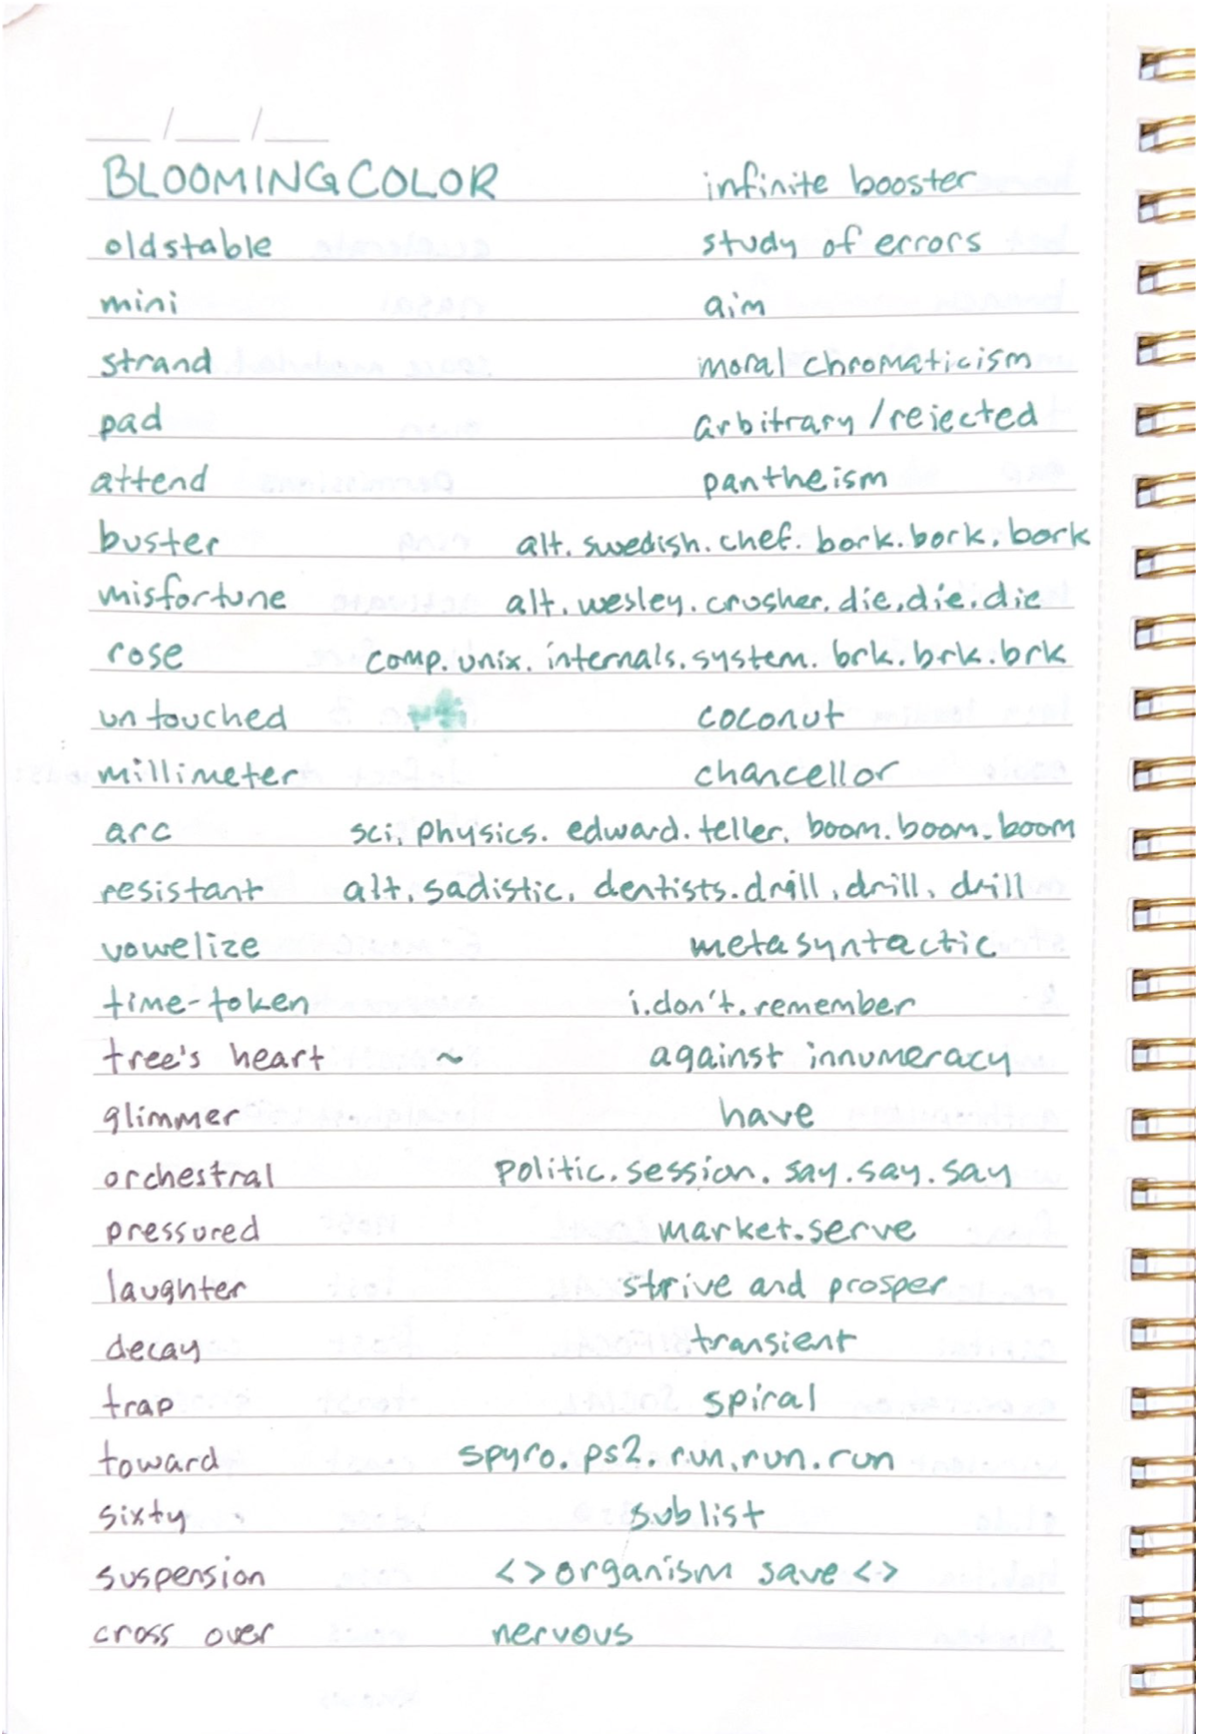 BLOOMINGCOLOR infinite booster
oldstable study of errors
mini aim
strand moral chromaticism
pad arbitrary/rejected
attend pantheism
buster alt.swedish.chef.bork.bork.bork
misfortune alt.wesley.crusher.die.die.die
rose comp.unix.internals.system.brk.brk.brk
untouched coconut
millimeter chancellor
arc sci.physics.edward.teller.boom.boom.boom
resistant alt.sadistic.dentists.drill.drill.drill
vowelize metasyntactic
time-token i.don't.remember
tree's heart ~ against innumeracy
glimmer have
orchestral politic.session.say.say.say
pressured market.serve
laughter strive and prosper
decay transient
trap spiral
toward spyro.ps2.run.run.run
sixty sublist
suspension <>organism save<>
cross over nervous